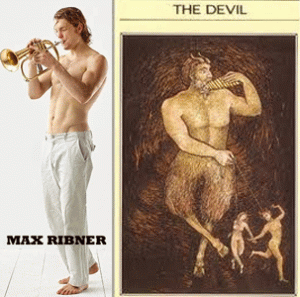 THE DEVIL
MAX RIBNER